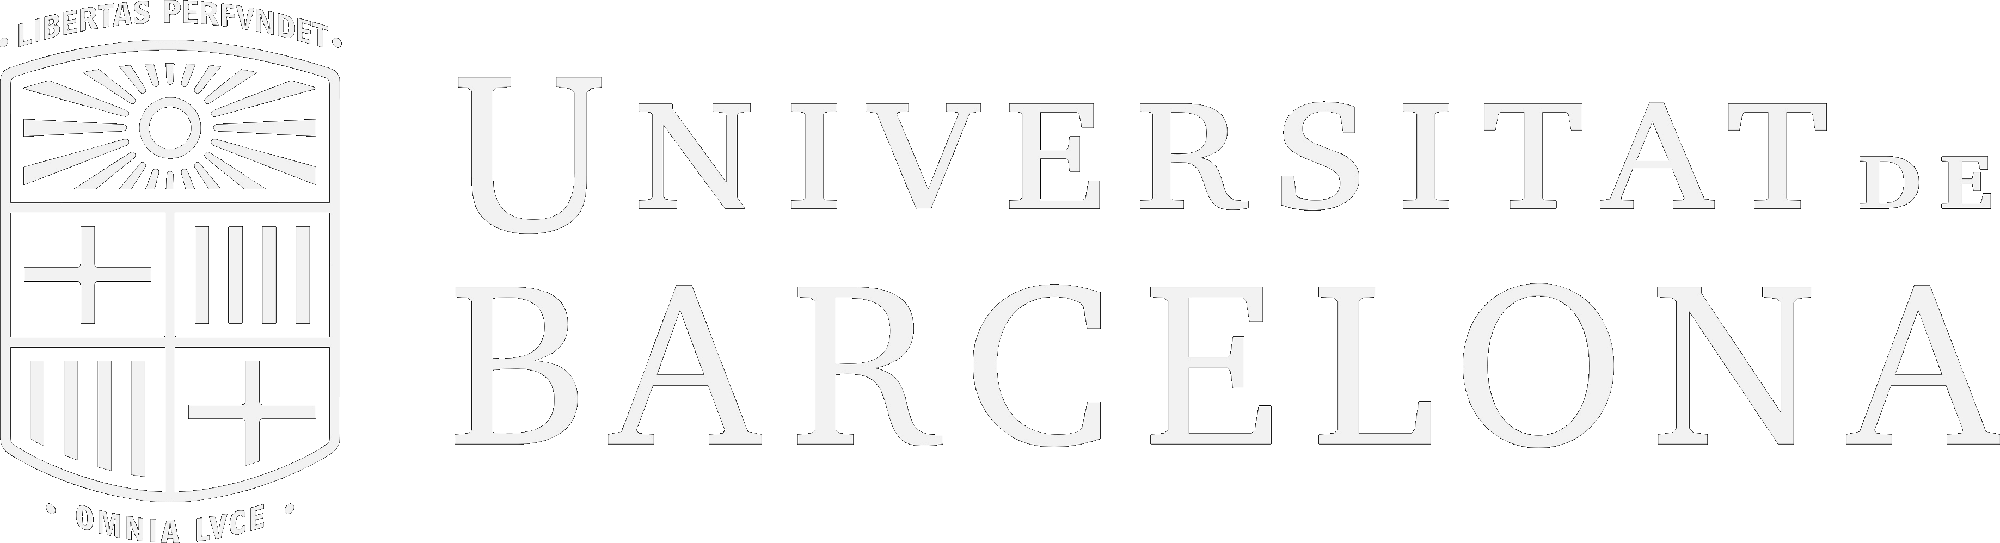 LIBERTAS PERFVNDET
OMNIA LVCE
UNIVERSITAT DE
BARCELONA